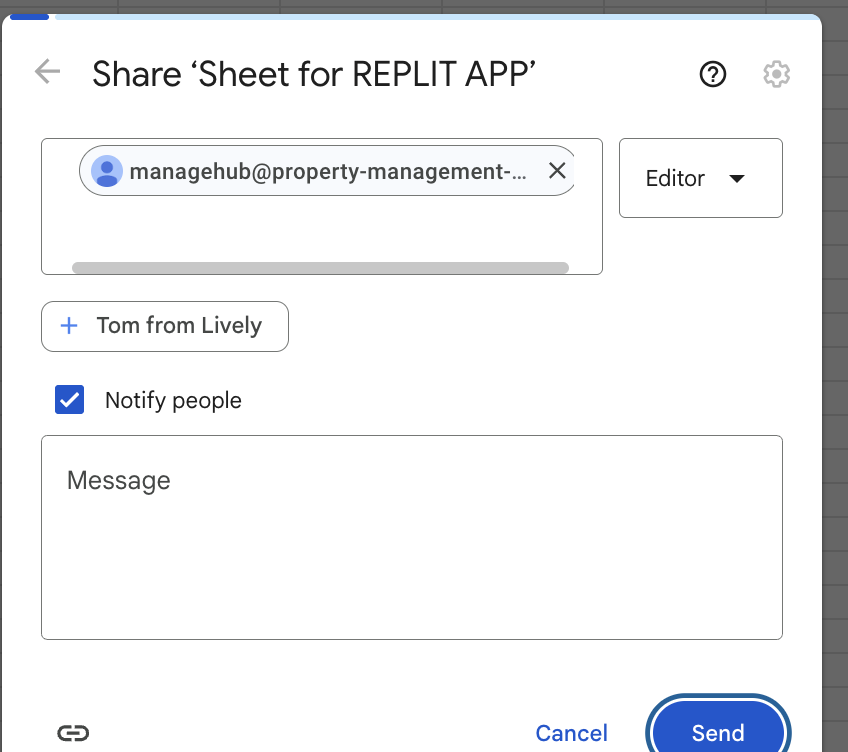 Share ‘Sheet for REPLIT APP’
managehub@property-management-...
Editor
+ Tom from Lively
Notify people
Message
Cancel
Send